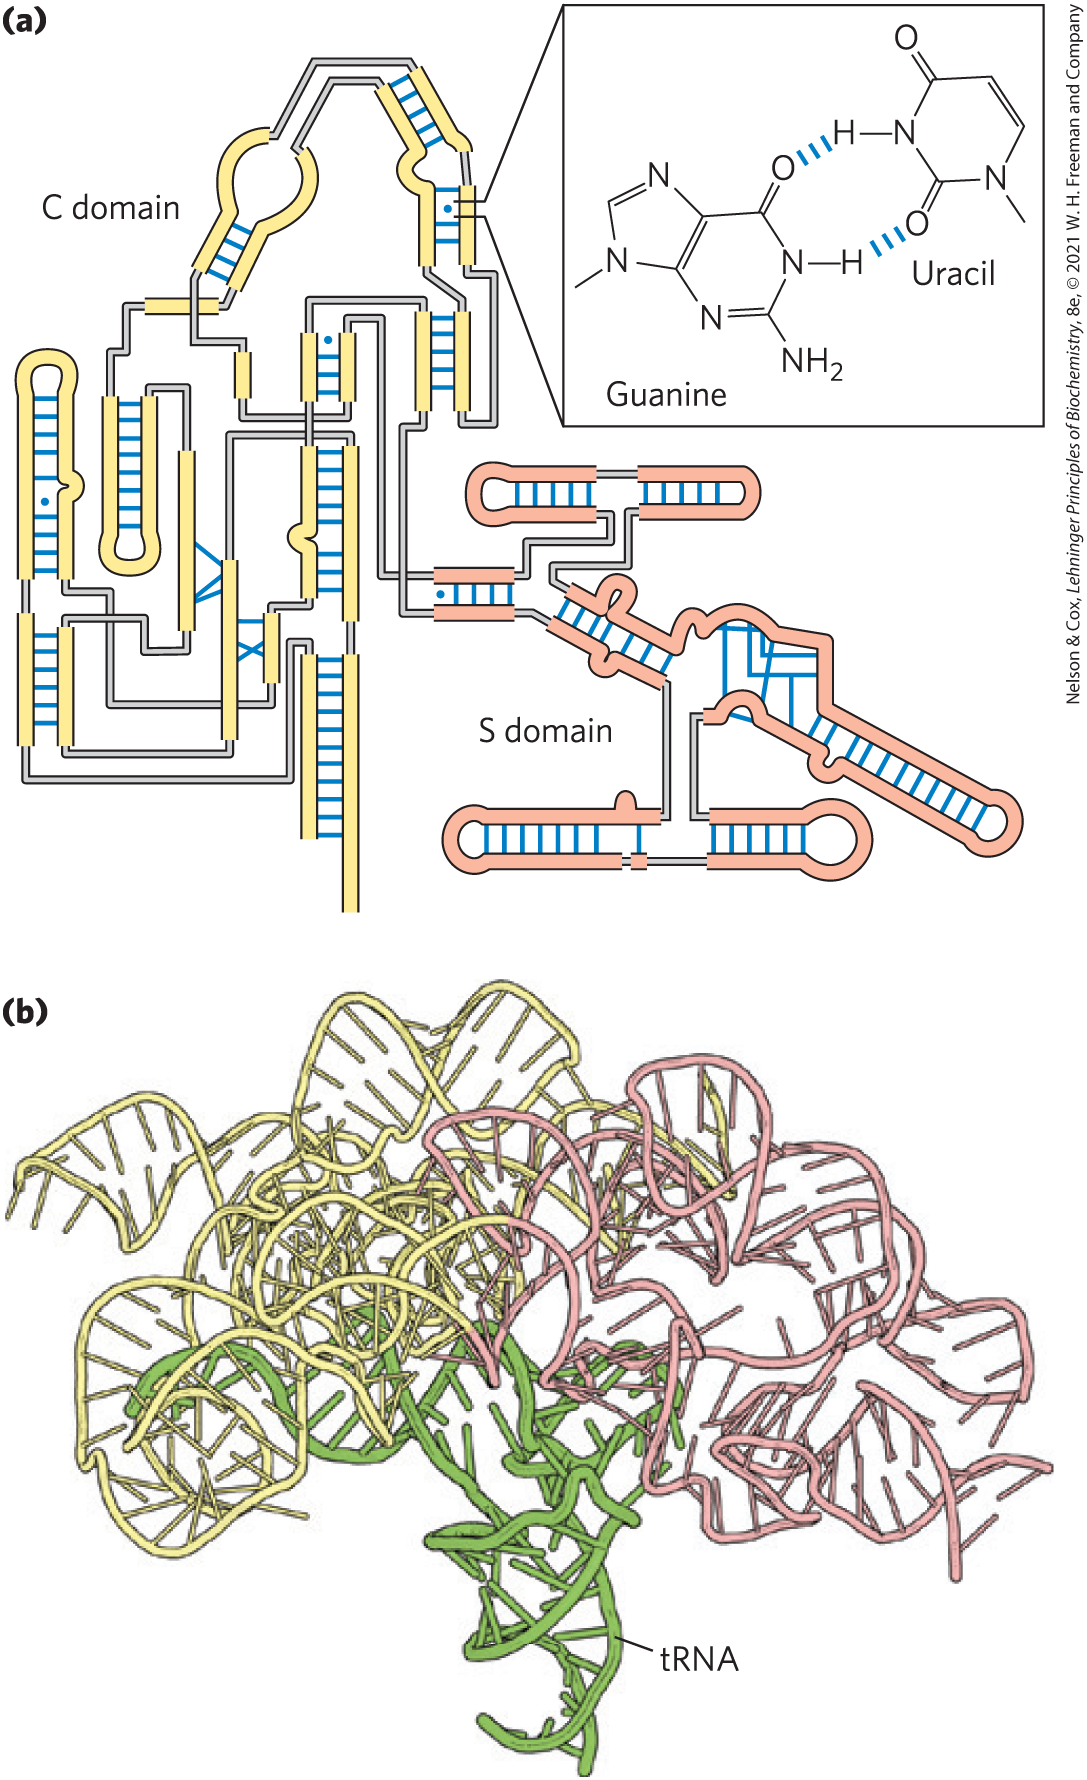 (a)
C domain
O
H
N
O
N
N
O
N
H
N
Uracil
N
NH2
Guanine
S domain
Nelson & Cox, Lehninger Principles of Biochemistry, 8e, © 2021 W. H. Freeman and Company
(b)
tRNA